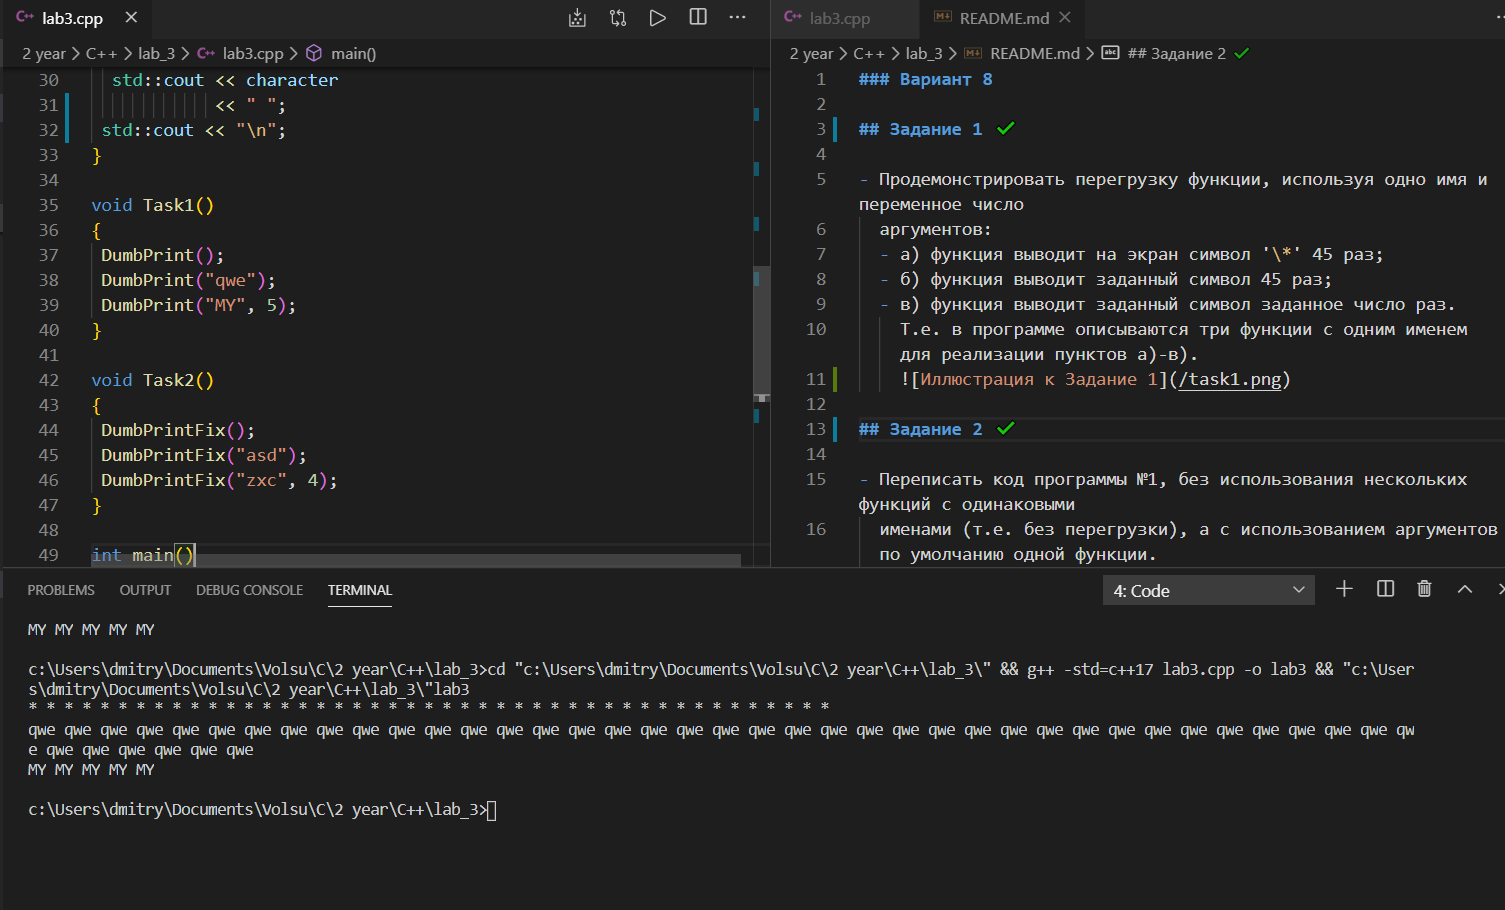 lab3.cpp
2 year > C++ > lab_3 > lab3.cpp > main()
30 std::cout << character
31 << " ";
32 std::cout << "\n";
33 }
34
35 void Task1()
36 {
37 DumbPrint();
38 DumbPrint("qwe");
39 DumbPrint("MY", 5);
40 }
41
42 void Task2()
43 {
44 DumbPrintFix();
45 DumbPrintFix("asd");
46 DumbPrintFix("zxc", 4);
47 }
48
49 int main()
lab3.cpp README.md
2 year > C++ > lab_3 > README.md > ## Задание 2 ✓
1 ### Вариант 8
2
3 ## Задание 1 ✓
4
5 - Продемонстрировать перегрузку функции, используя одно имя и
переменное число
6 аргументов:
7 - а) функция выводит на экран символ '\*' 45 раз;
8 - б) функция выводит заданный символ 45 раз;
9 - в) функция выводит заданный символ заданное число раз.
10 Т.е. в программе описываются три функции с одним именем
для реализации пунктов а)-в).
11 ![Иллюстрация к Задание 1](/task1.png)
12
13 ## Задание 2 ✓
14
15 - Переписать код программы №1, без использования нескольких
функций с одинаковыми
16 именами (т.е. без перегрузки), а с использованием аргументов
по умолчанию одной функции.
PROBLEMS OUTPUT DEBUG CONSOLE TERMINAL 4: Code
MY MY MY MY MY
c:\Users\dmitry\Documents\Volsu\C\2 year\C++\lab_3>cd "c:\Users\dmitry\Documents\Volsu\C\2 year\C++\lab_3\" && g++ -std=c++17 lab3.cpp -o lab3 && "c:\User
s\dmitry\Documents\Volsu\C\2 year\C++\lab_3\"lab3
* * * * * * * * * * * * * * * * * * * * * * * * * * * * * * * * * * * * * * * * * * * * *
qwe qwe qwe qwe qwe qwe qwe qwe qwe qwe qwe qwe qwe qwe qwe qwe qwe qwe qwe qwe qwe qwe qwe qwe qwe qwe qwe qwe qwe qwe qwe qwe qwe qwe qwe qwe qwe qwe qw
e qwe qwe qwe qwe qwe qwe
MY MY MY MY MY
c:\Users\dmitry\Documents\Volsu\C\2 year\C++\lab_3>